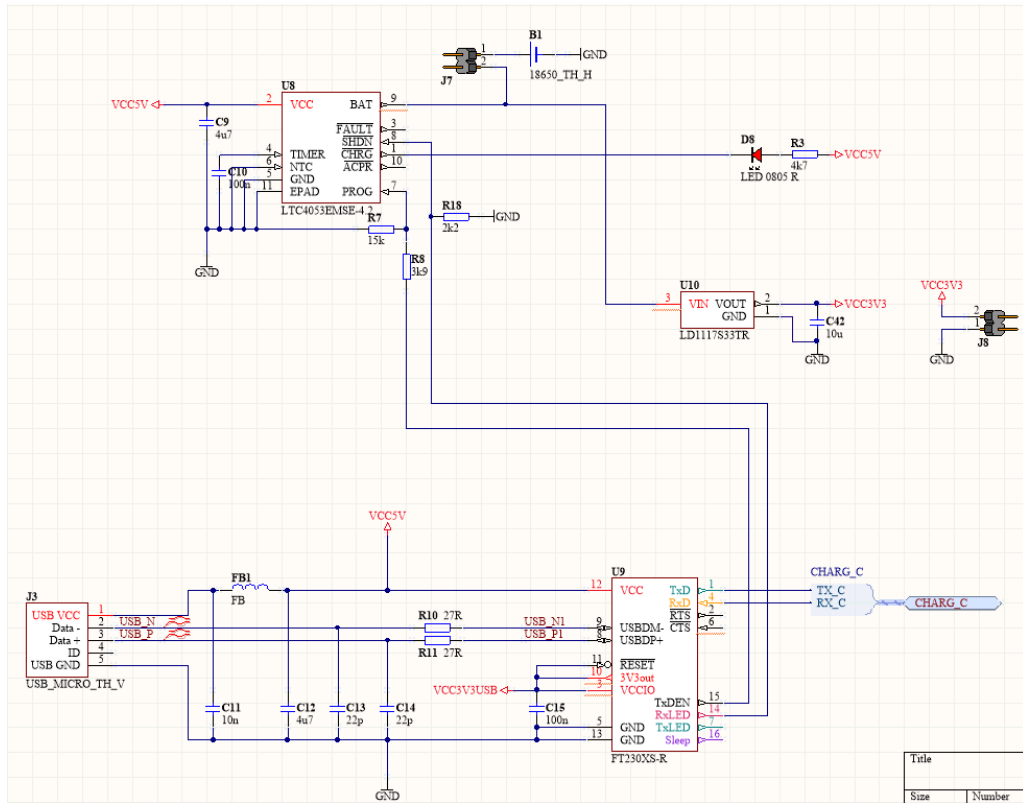 B1
1
2
GND
J7
18650_TH_H
U8
VCC5V
2
VCC
BAT
9
C9
4u7
FAULT
3
SHDN
8
4
TIMER
CHRG
1
6
NTC
ACPR
10
5
GND
11
EPAD
PROG
7
C10
100n
LTC4053EMSE-4.2
D8
R3
VCC5V
LED 0805 R
4k7
R7
15k
R18
GND
2k2
R8
3k9
GND
U10
3
VIN
VOUT
2
GND
1
VCC3V3
LD1117S33TR
C42
10u
GND
VCC3V3
2
1
J8
GND
VCC5V
J3
USB VCC
1
Data -
2
Data +
3
ID
4
USB GND
5
USB_MICRO_TH_V
USB_N
USB_P
FB1
FB
R10 27R
R11 27R
USB_N1
USB_P1
C11
10n
C12
4u7
C13
22p
C14
22p
C15
100n
VCC3V3USB
GND
U9
12
VCC
TxD
1
RxD
4
RTS
2
CTS
6
9
USBDM-
8
USBDP+
11
RESET
10
3V3out
3
VCCIO
TxDEN
15
RxLED
14
5
GND
TxLED
7
13
GND
Sleep
16
FT230XS-R
CHARG_C
TX_C
RX_C
CHARG_C
Title
Size
Number